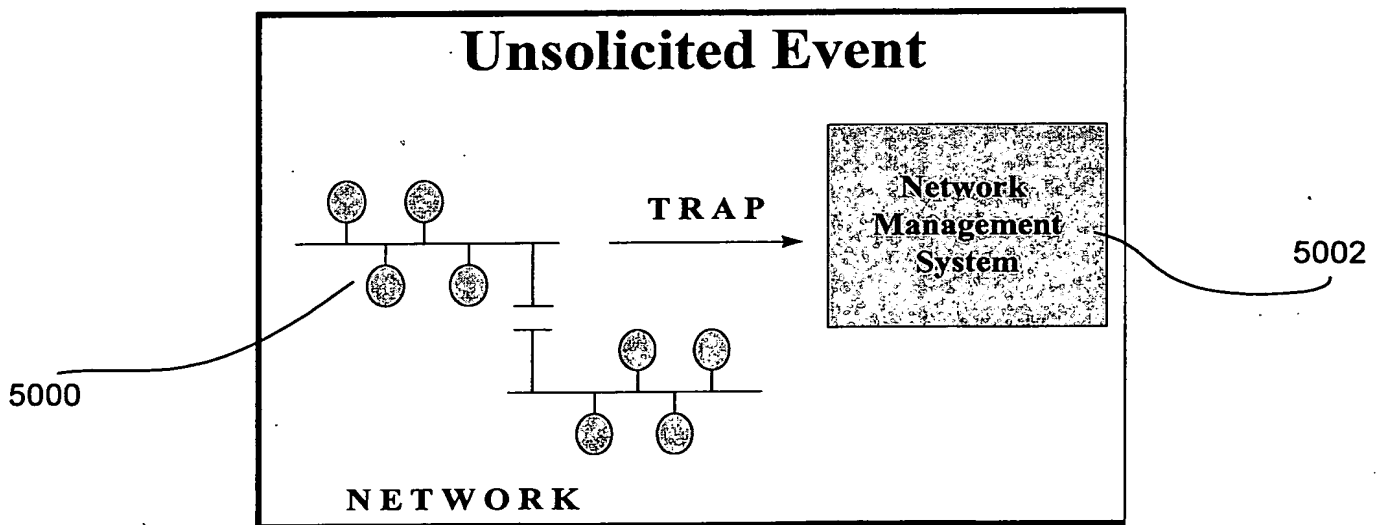 Unsolicited Event
TRAP
Network
Management
System
5002
5000
NETWORK